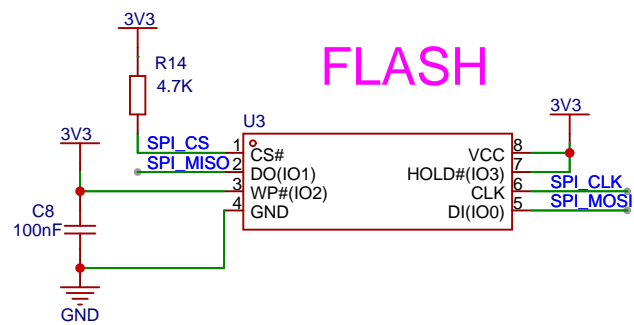 3V3
R14
4.7K
FLASH
3V3
3V3
U3
SPI_CS
1
CS#
VCC
8
SPI_MISO
2
DO(IO1)
HOLD#(IO3)
7
3
WP#(IO2)
CLK
6
SPI_CLK
4
GND
DI(IO0)
5
SPI_MOSI
C8
100nF
GND